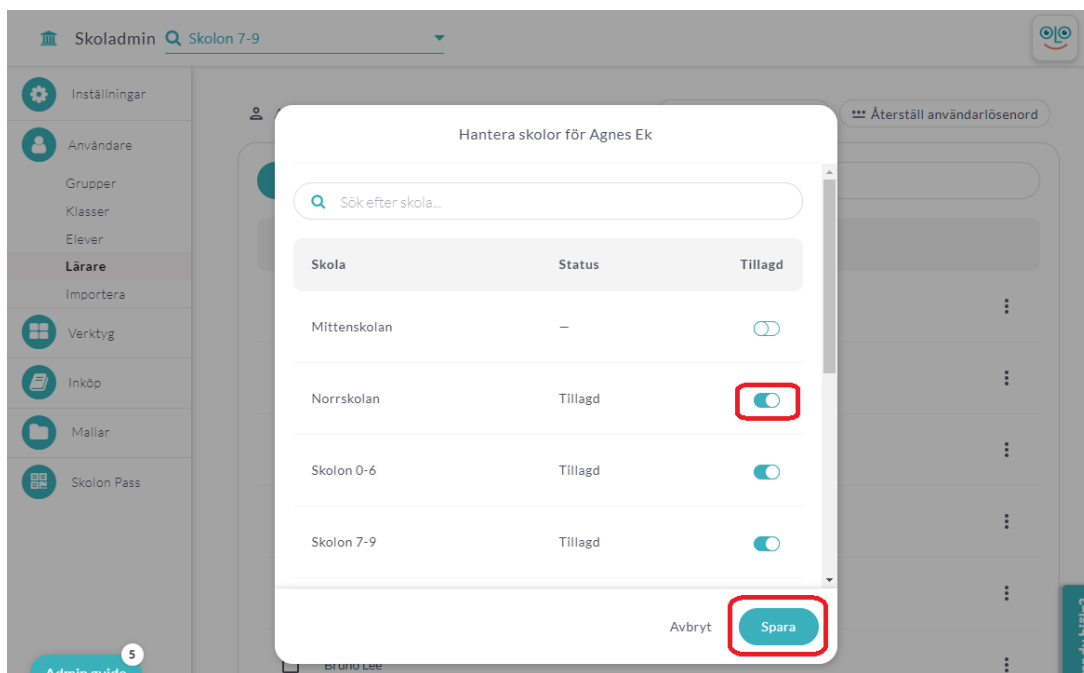 Skoladmin Skolon 7-9
Inställningar
Användare
Grupper
Klasser
Elever
Lärare
Importera
Verktyg
Inköp
Mallar
Skolon Pass
Återställ användarlösenord
Hantera skolor för Agnes Ek
Sök efter skola...
Skola Status Tillagd
Mittenskolan —
Norrskolan Tillagd
Skolon 0-6 Tillagd
Skolon 7-9 Tillagd
Avbryt Spara
Bruno Lee
5
Admin guide